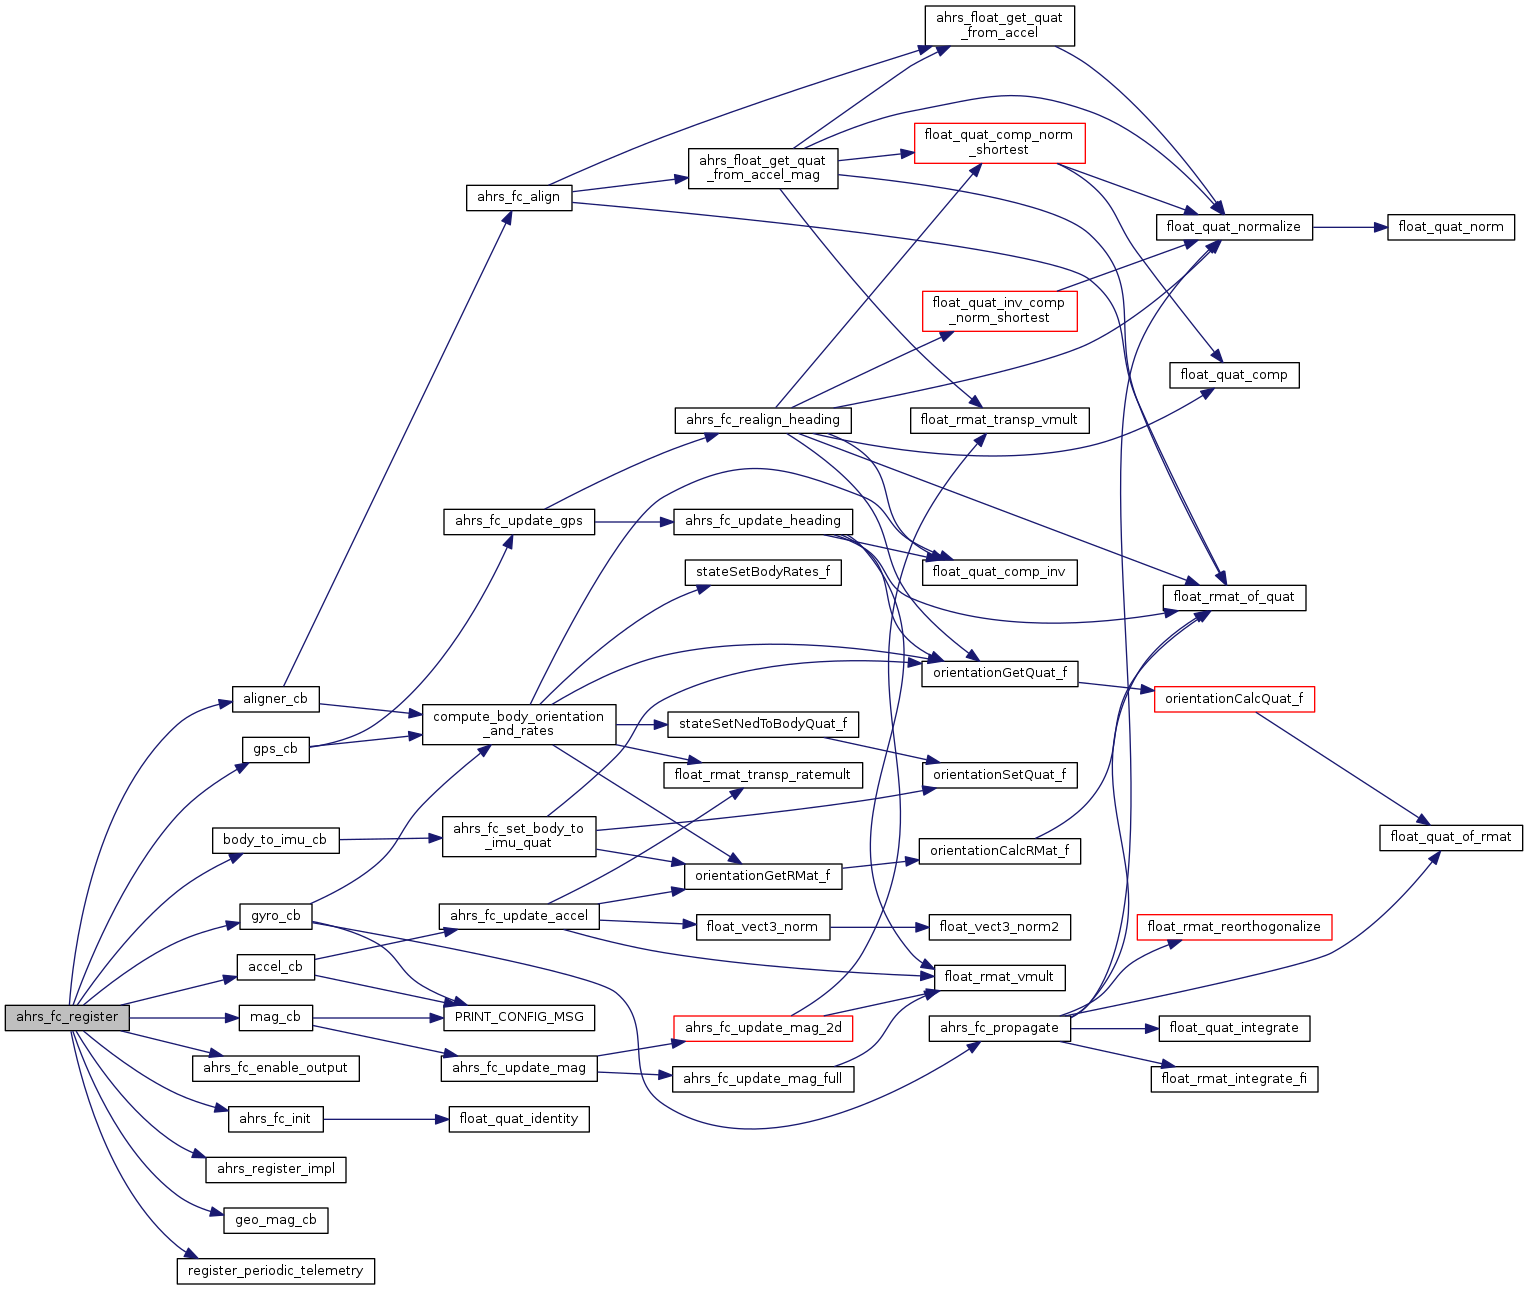 ahrs_float_get_quat
_from_accel
float_quat_comp_norm
_shortest
ahrs_float_get_quat
_from_accel_mag
ahrs_fc_align
float_quat_normalize
float_quat_norm
float_quat_inv_comp
_norm_shortest
float_quat_comp
ahrs_fc_realign_heading
float_rmat_transp_vmult
ahrs_fc_update_gps
ahrs_fc_update_heading
stateSetBodyRates_f
float_quat_comp_inv
float_rmat_of_quat
orientationGetQuat_f
aligner_cb
orientationCalcQuat_f
compute_body_orientation
_and_rates
stateSetNedToBodyQuat_f
gps_cb
float_rmat_transp_ratemult
orientationSetQuat_f
body_to_imu_cb
ahrs_fc_set_body_to
_imu_quat
float_quat_of_rmat
orientationCalcRMat_f
orientationGetRMat_f
gyro_cb
ahrs_fc_update_accel
float_vect3_norm
float_vect3_norm2
float_rmat_reorthogonalize
accel_cb
float_rmat_vmult
ahrs_fc_register
mag_cb
PRINT_CONFIG_MSG
ahrs_fc_update_mag_2d
ahrs_fc_propagate
float_quat_integrate
ahrs_fc_enable_output
ahrs_fc_update_mag
ahrs_fc_update_mag_full
float_rmat_integrate_fi
ahrs_fc_init
float_quat_identity
ahrs_register_impl
geo_mag_cb
register_periodic_telemetry